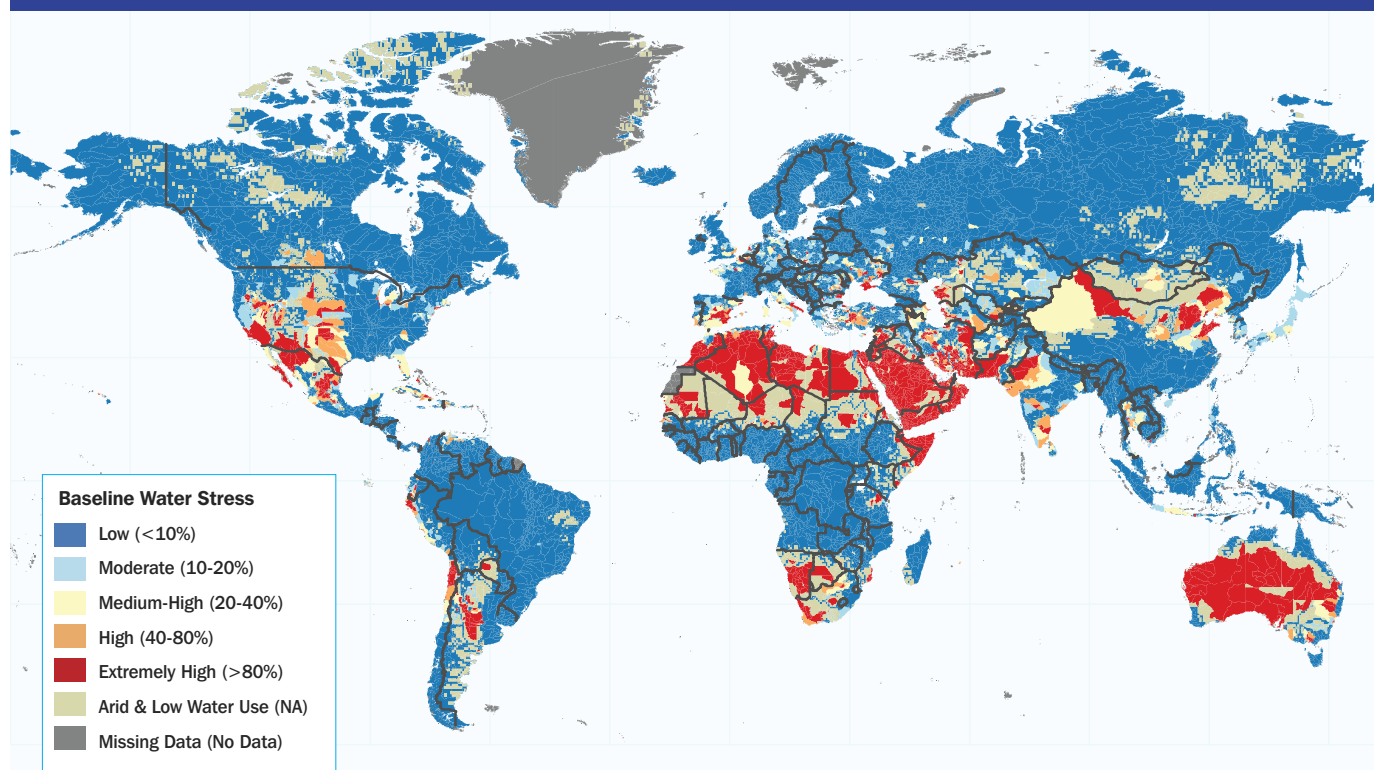 Baseline Water Stress
Low (<10%)
Moderate (10-20%)
Medium-High (20-40%)
High (40-80%)
Extremely High (>80%)
Arid & Low Water Use (NA)
Missing Data (No Data)